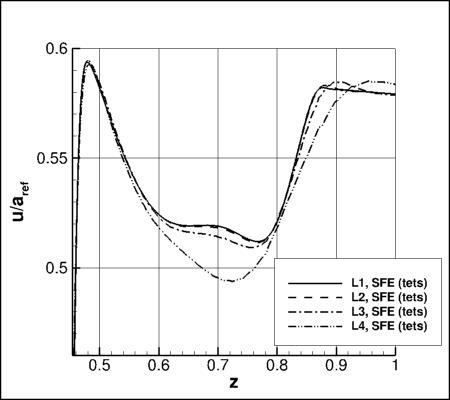 0.6
0.55
0.5
u/a_ref
0.5
0.6
0.7
0.8
0.9
1
z
L1, SFE (tets)
L2, SFE (tets)
L3, SFE (tets)
L4, SFE (tets)